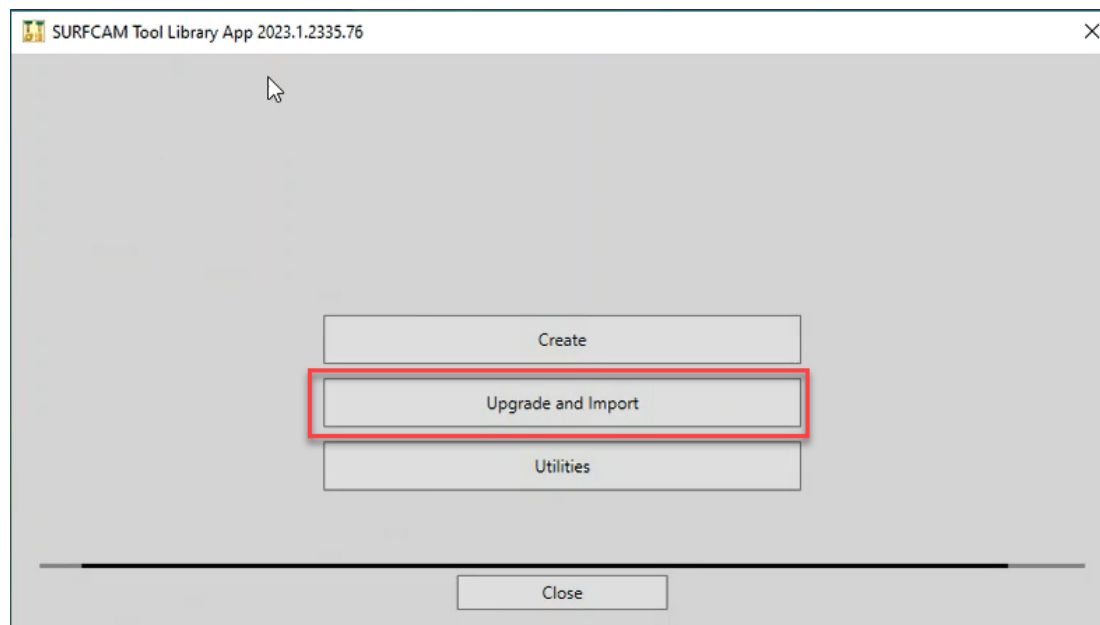 SURFCAM Tool Library App 2023.1.2335.76
Create
Upgrade and Import
Utilities
Close